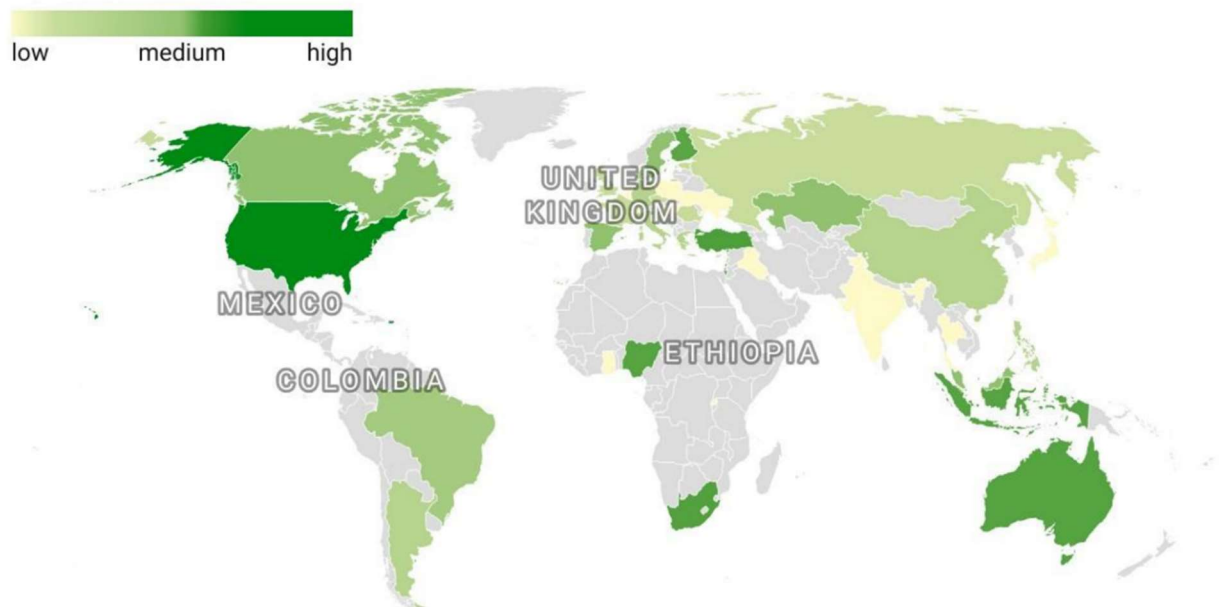 low medium high
UNITED
KINGDOM
MEXICO
ETHIOPIA
COLOMBIA